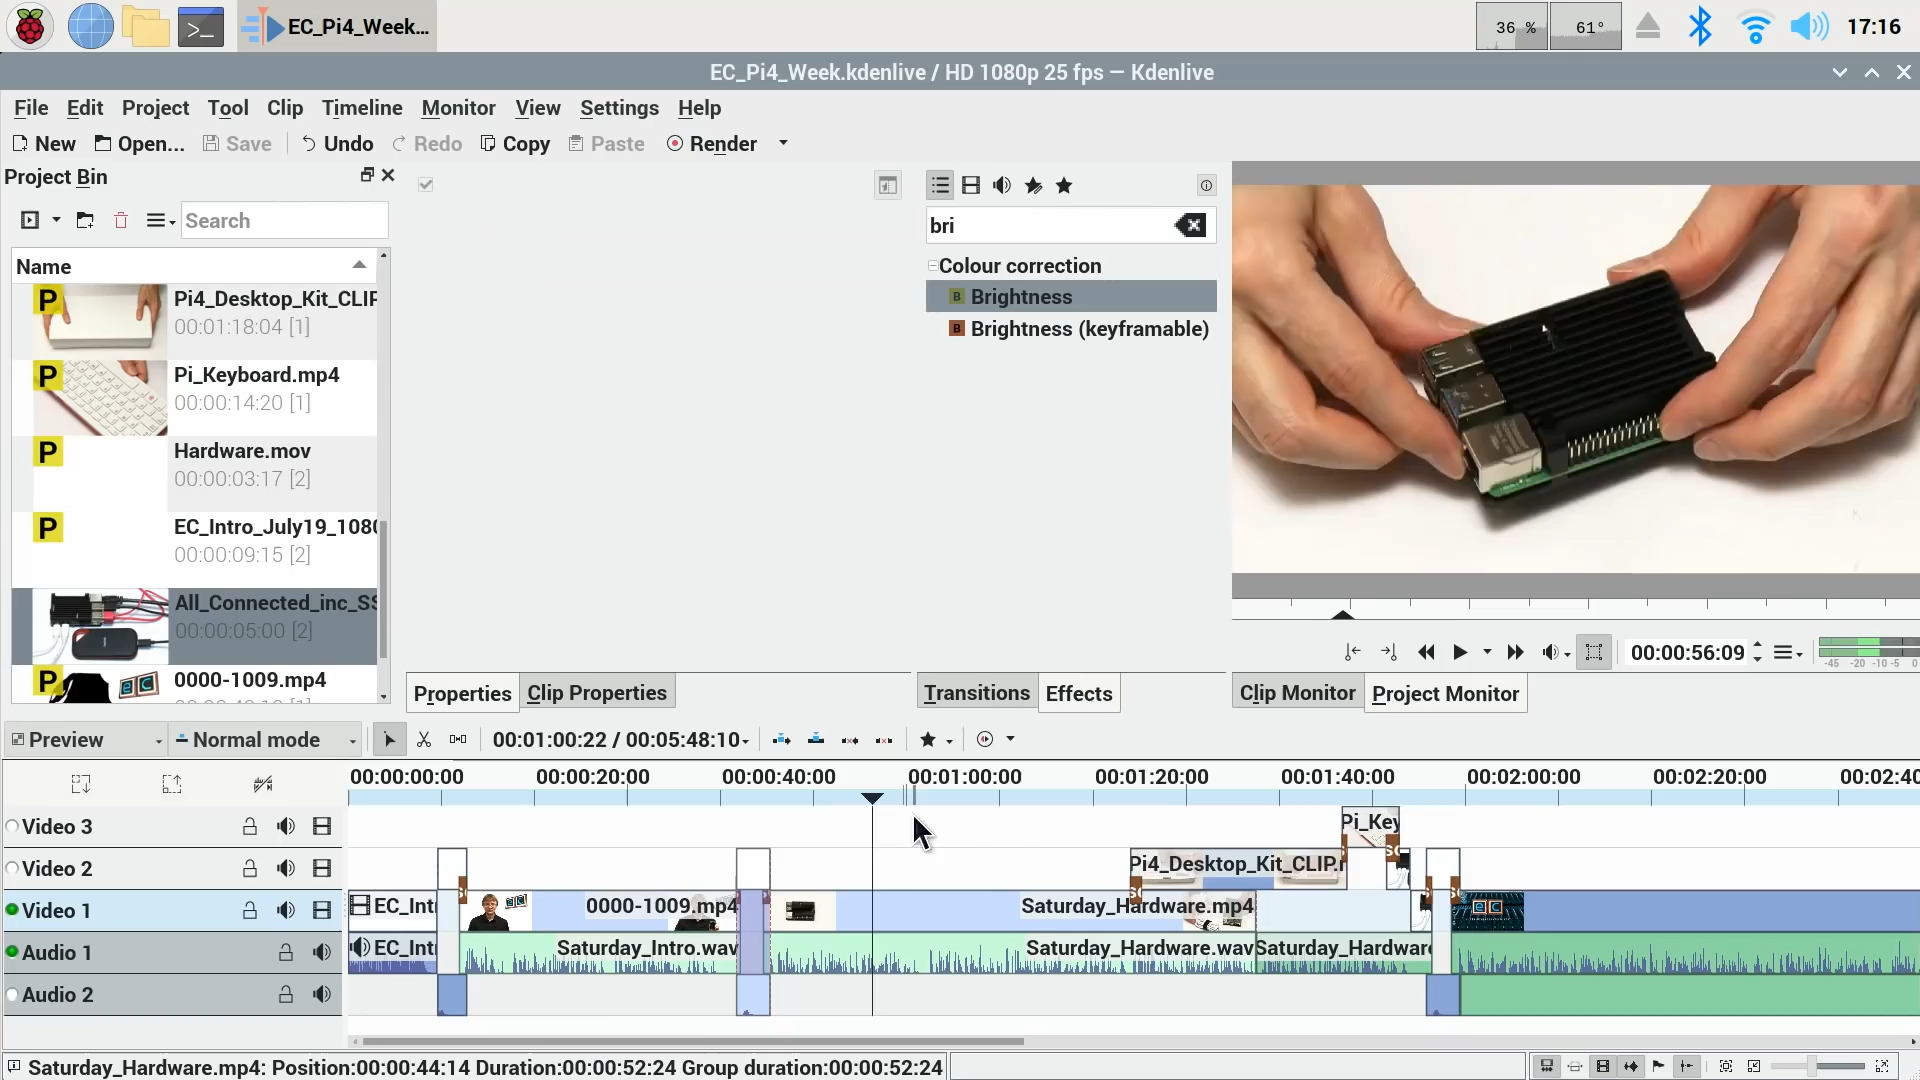 EC_Pi4_Week...
36 %
61°
17:16
EC_Pi4_Week.kdenlive / HD 1080p 25 fps — Kdenlive
File Edit Project Tool Clip Timeline Monitor View Settings Help
New Open... Save Undo Redo Copy Paste Render
Project Bin
Search
Name
P
Pi4_Desktop_Kit_CLIP
00:01:18:04 [1]
P
Pi_Keyboard.mp4
00:00:14:20 [1]
P
Hardware.mov
00:00:03:17 [2]
P
EC_Intro_July19_1080
00:00:09:15 [2]
All_Connected_inc_SS
00:00:05:00 [2]
P
0000-1009.mp4
bri
Colour correction
B Brightness
B Brightness (keyframable)
00:00:56:09
-45 -20 -10 -5 0
Properties Clip Properties
Transitions Effects
Clip Monitor Project Monitor
Preview Normal mode
00:01:00:22 / 00:05:48:10
00:00:00:00 00:00:20:00 00:00:40:00 00:01:00:00 00:01:20:00 00:01:40:00 00:02:00:00 00:02:20:00 00:02:40
Video 3
Pi_Key
Video 2
Pi4_Desktop_Kit_CLIP.r
Video 1
EC_Int
0000-1009.mp4
Saturday_Hardware.mp4
Audio 1
EC_Int
Saturday_Intro.wav
Saturday_Hardware.wav
Saturday_Hardware
Audio 2
Saturday_Hardware.mp4: Position:00:00:44:14 Duration:00:00:52:24 Group duration:00:00:52:24